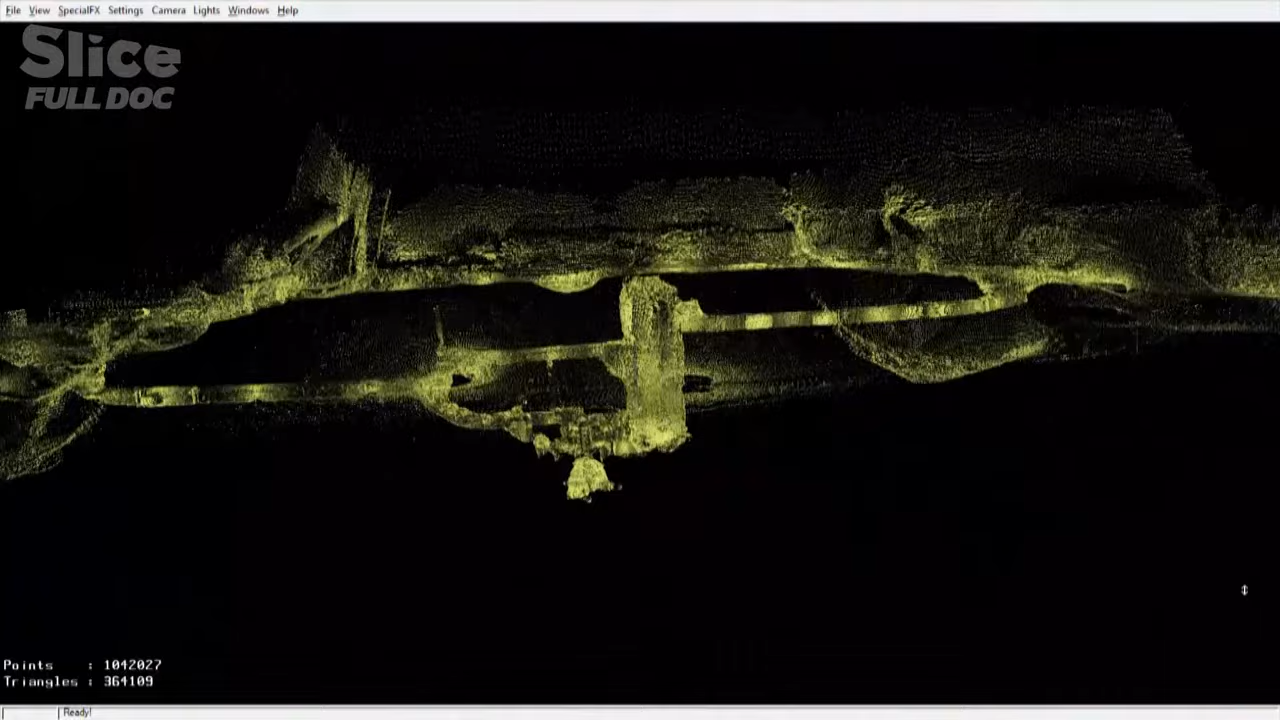 File View SpecialFX Settings Camera Lights Windows Help
Slice
FULL DOC
Points : 1042027
Triangles : 364109
Ready!